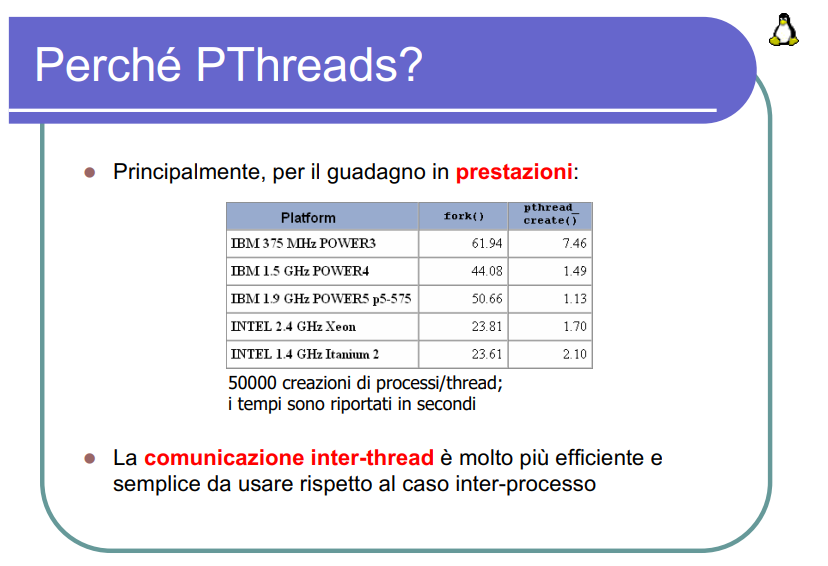 Perché PThreads?
Principalmente, per il guadagno in prestazioni:
Platform fork() pthread_
create()
IBM 375 MHz POWER3 61.94 7.46
IBM 1.5 GHz POWER4 44.08 1.49
IBM 1.9 GHz POWER5 p5-575 50.66 1.13
INTEL 2.4 GHz Xeon 23.81 1.70
INTEL 1.4 GHz Itanium 2 23.61 2.10
50000 creazioni di processi/thread;
i tempi sono riportati in secondi
La comunicazione inter-thread è molto più efficiente e
semplice da usare rispetto al caso inter-processo